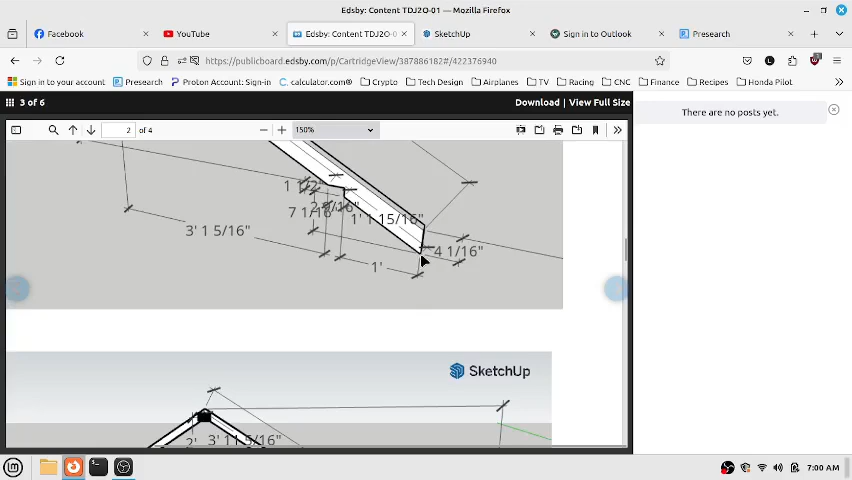 Edsby: Content TDJ2O-01 — Mozilla Firefox
Facebook
YouTube
Edsby: Content TDJ2O-01
SketchUp
Sign in to Outlook
Presearch
https://publicboard.edsby.com/p/CartridgeView/387886182#/422376940
Sign in to your account
Presearch
Proton Account: Sign-in
calculator.com®
Crypto
Tech Design
Airplanes
TV
Racing
CNC
Finance
Recipes
Honda Pilot
3 of 6
Download | View Full Size
There are no posts yet.
2 of 4
150%
1 1/2"
7 1/16"
1' 1 15/16"
3' 1 5/16"
4 1/16"
1'
SketchUp
2'
3' 11 5/16"
7:00 AM